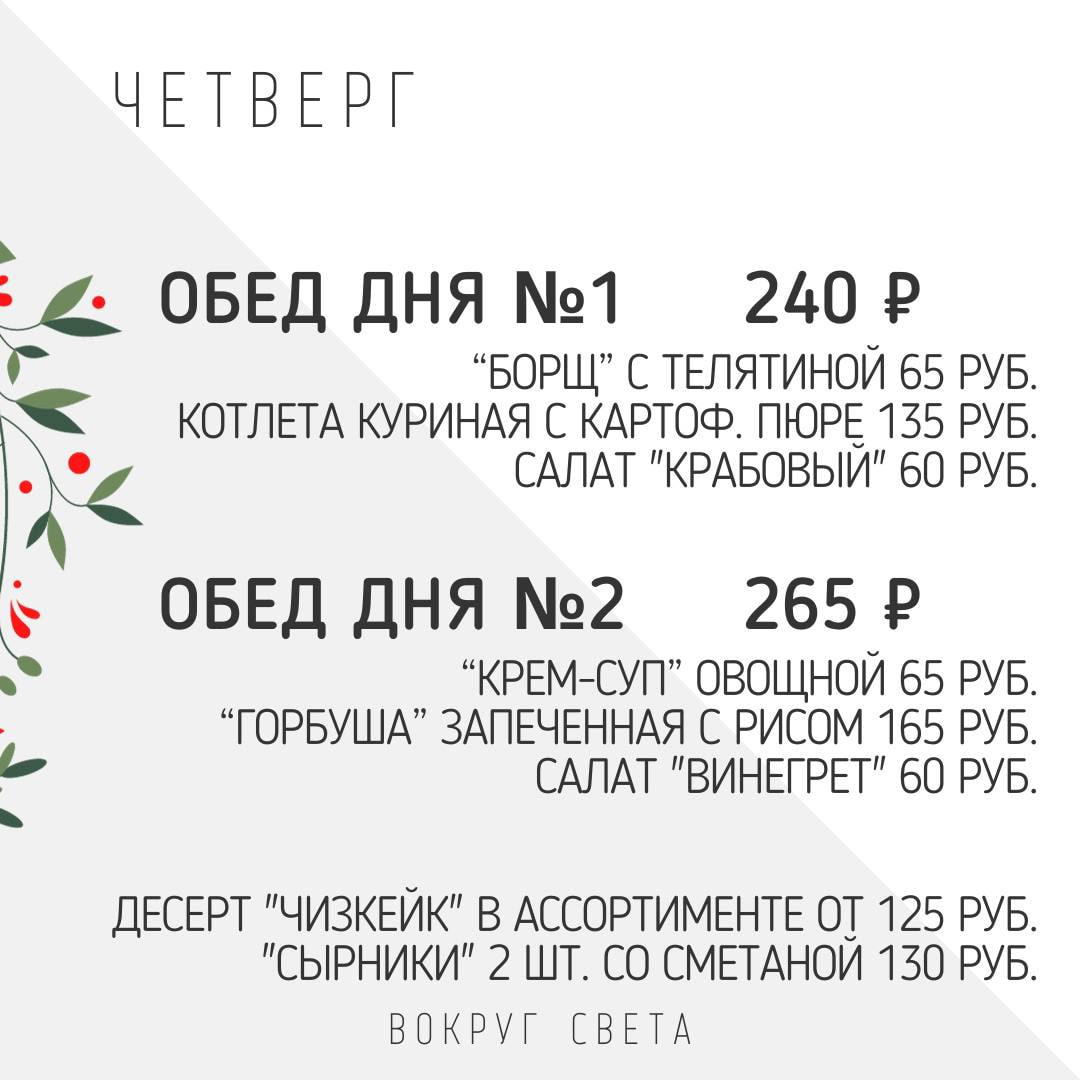 ЧЕТВЕРГ
ОБЕД ДНЯ №1 240 ₽
“БОРЩ” С ТЕЛЯТИНОЙ 65 РУБ.
КОТЛЕТА КУРИНАЯ С КАРТОФ. ПЮРЕ 135 РУБ.
САЛАТ "КРАБОВЫЙ" 60 РУБ.
ОБЕД ДНЯ №2 265 ₽
“КРЕМ-СУП” ОВОЩНОЙ 65 РУБ.
“ГОРБУША” ЗАПЕЧЕННАЯ С РИСОМ 165 РУБ.
САЛАТ "ВИНЕГРЕТ" 60 РУБ.
ДЕСЕРТ "ЧИЗКЕЙК" В АССОРТИМЕНТЕ ОТ 125 РУБ.
"СЫРНИКИ" 2 ШТ. СО СМЕТАНОЙ 130 РУБ.
ВОКРУГ СВЕТА